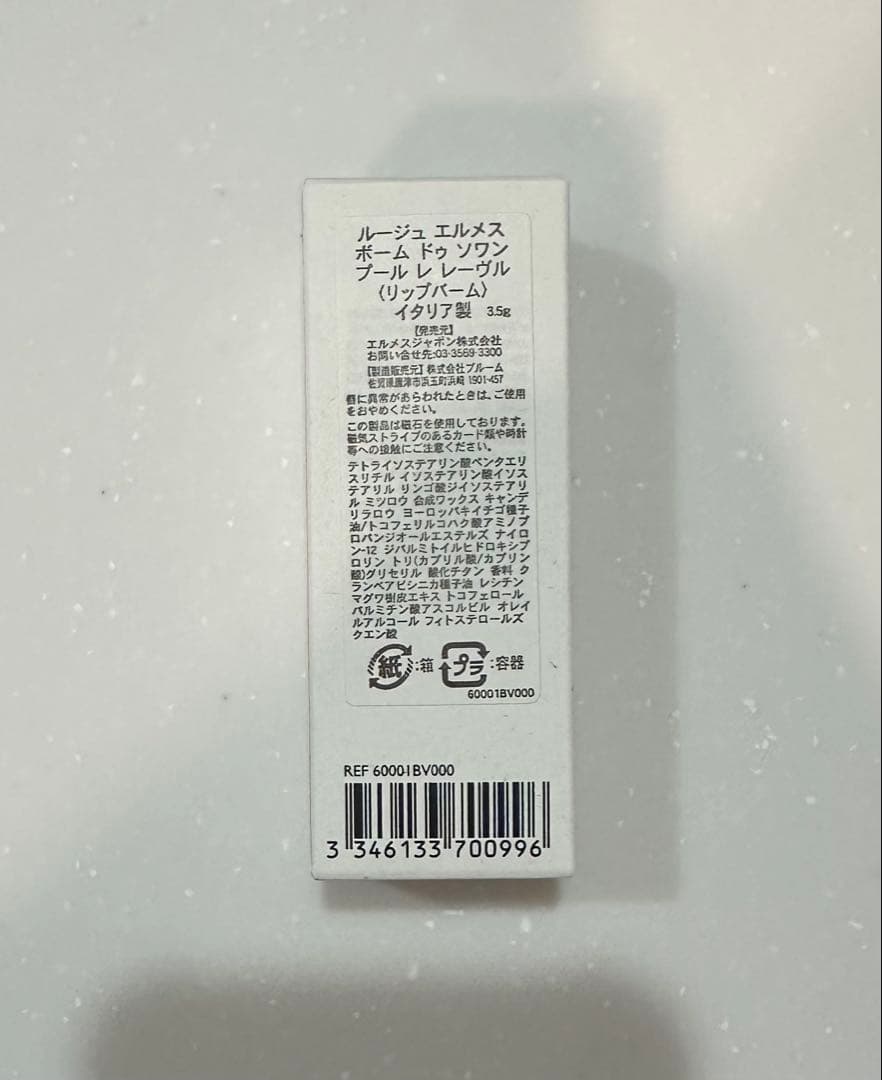 ルージュ エルメス
ボーム ドゥ ソワン
プール レ レーヴル
〈リップバーム〉
イタリア製 3.5g
【発売元】
エルメスジャポン株式会社
お問い合せ先:03-3569-3300
【製造販売元】株式会社ブルーム
佐賀県唐津市浜玉町浜崎 1901-457
唇に異常があらわれたときは、ご使用
をおやめください。
この製品は磁石を使用しております。
磁気ストライプのあるカード類や時計
等への接触にご注意ください。
テトライソステアリン酸ペンタエリ
スリチル イソステアリン酸イソス
テアリル リンゴ酸ジイソステアリ
ル ミツロウ 合成ワックス キャンデ
リラロウ ヨーロッパキイチゴ種子
油/トコフェリルコハク酸アミノプ
ロパンジオールエステルズ ナイロ
ン-12 ジパルミトイルヒドロキシプ
ロリン トリ(カプリル酸/カプリン
酸)グリセリル 酸化チタン 香料 ク
ランベアビシニカ種子油 レシチン
マグワ樹皮エキス トコフェロール
パルミチン酸アスコルビル オレイ
ルアルコール フィトステロールズ
クエン酸
紙:箱 プラ:容器
60001BV000
REF 60001BV000
3 346133 700996